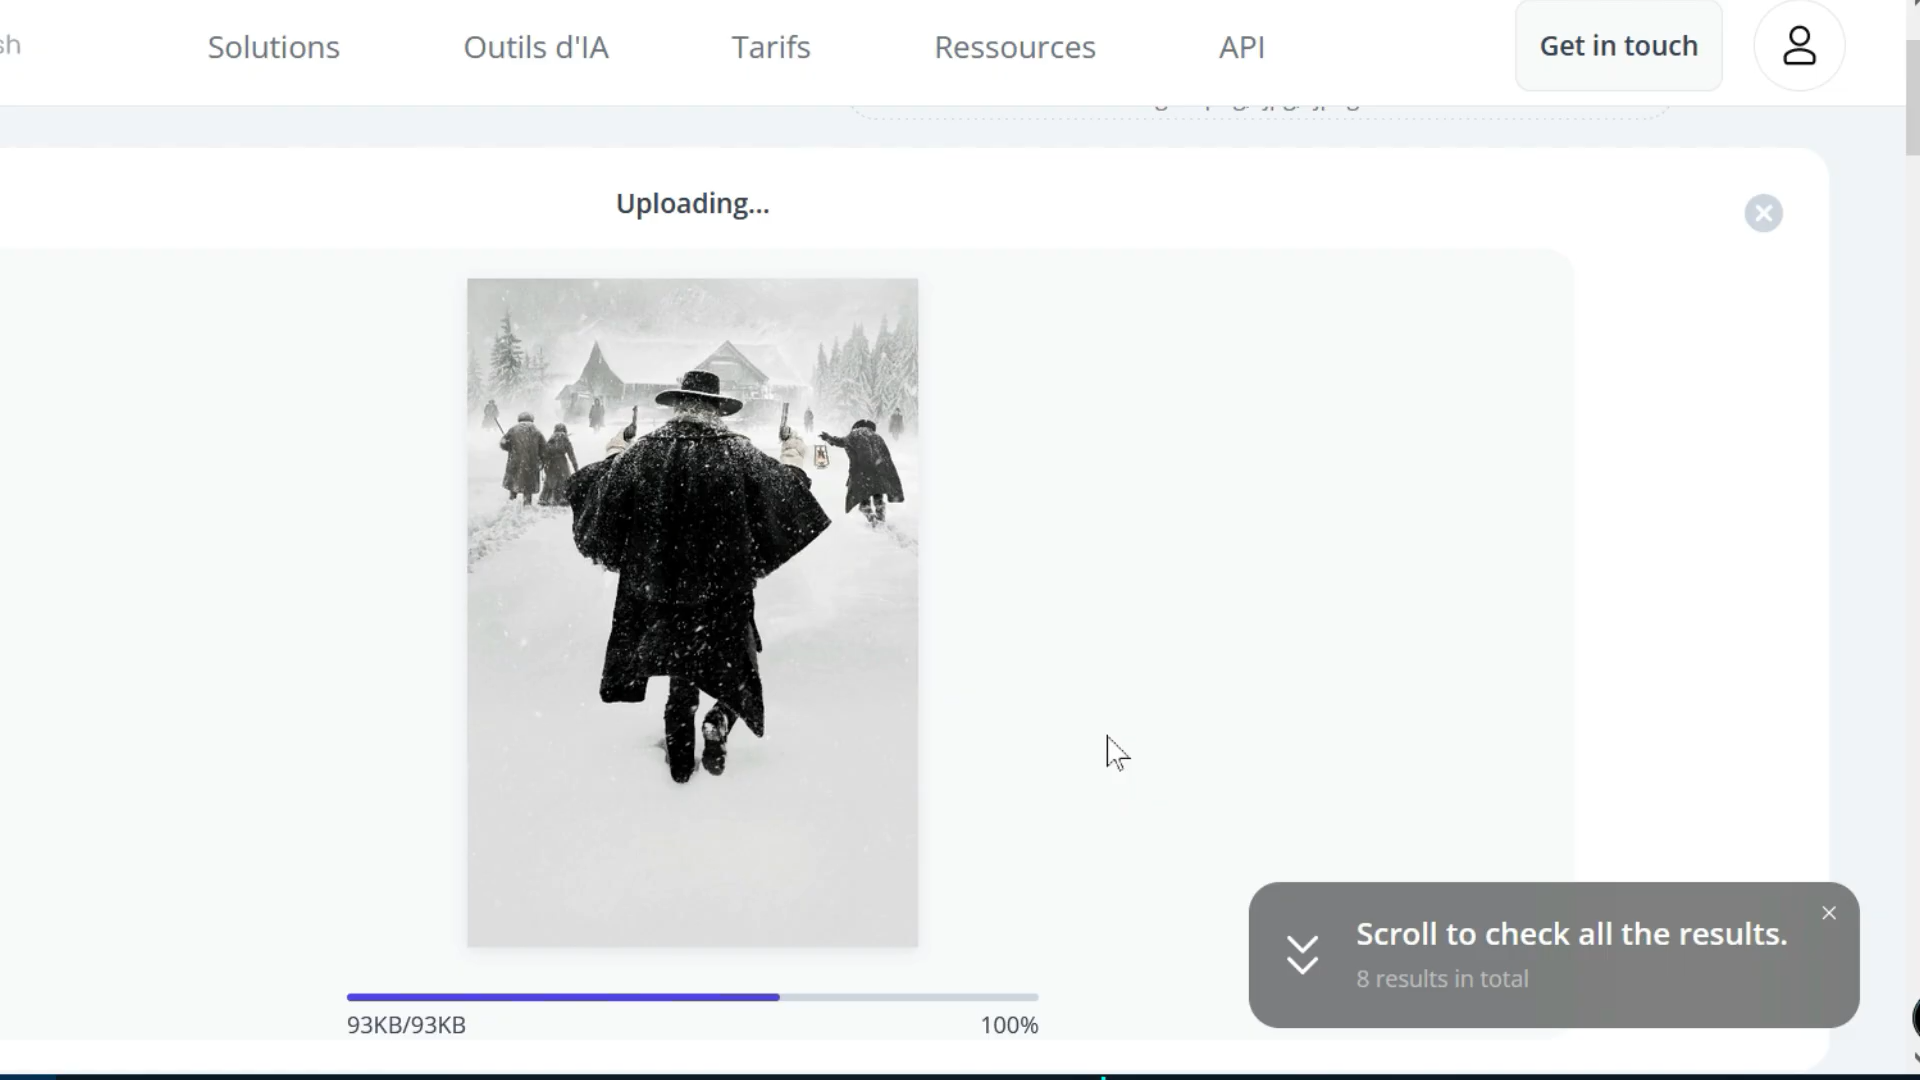 Solutions Outils d'IA Tarifs Ressources API Get in touch
Uploading...
Scroll to check all the results.
8 results in total
93KB/93KB 100%